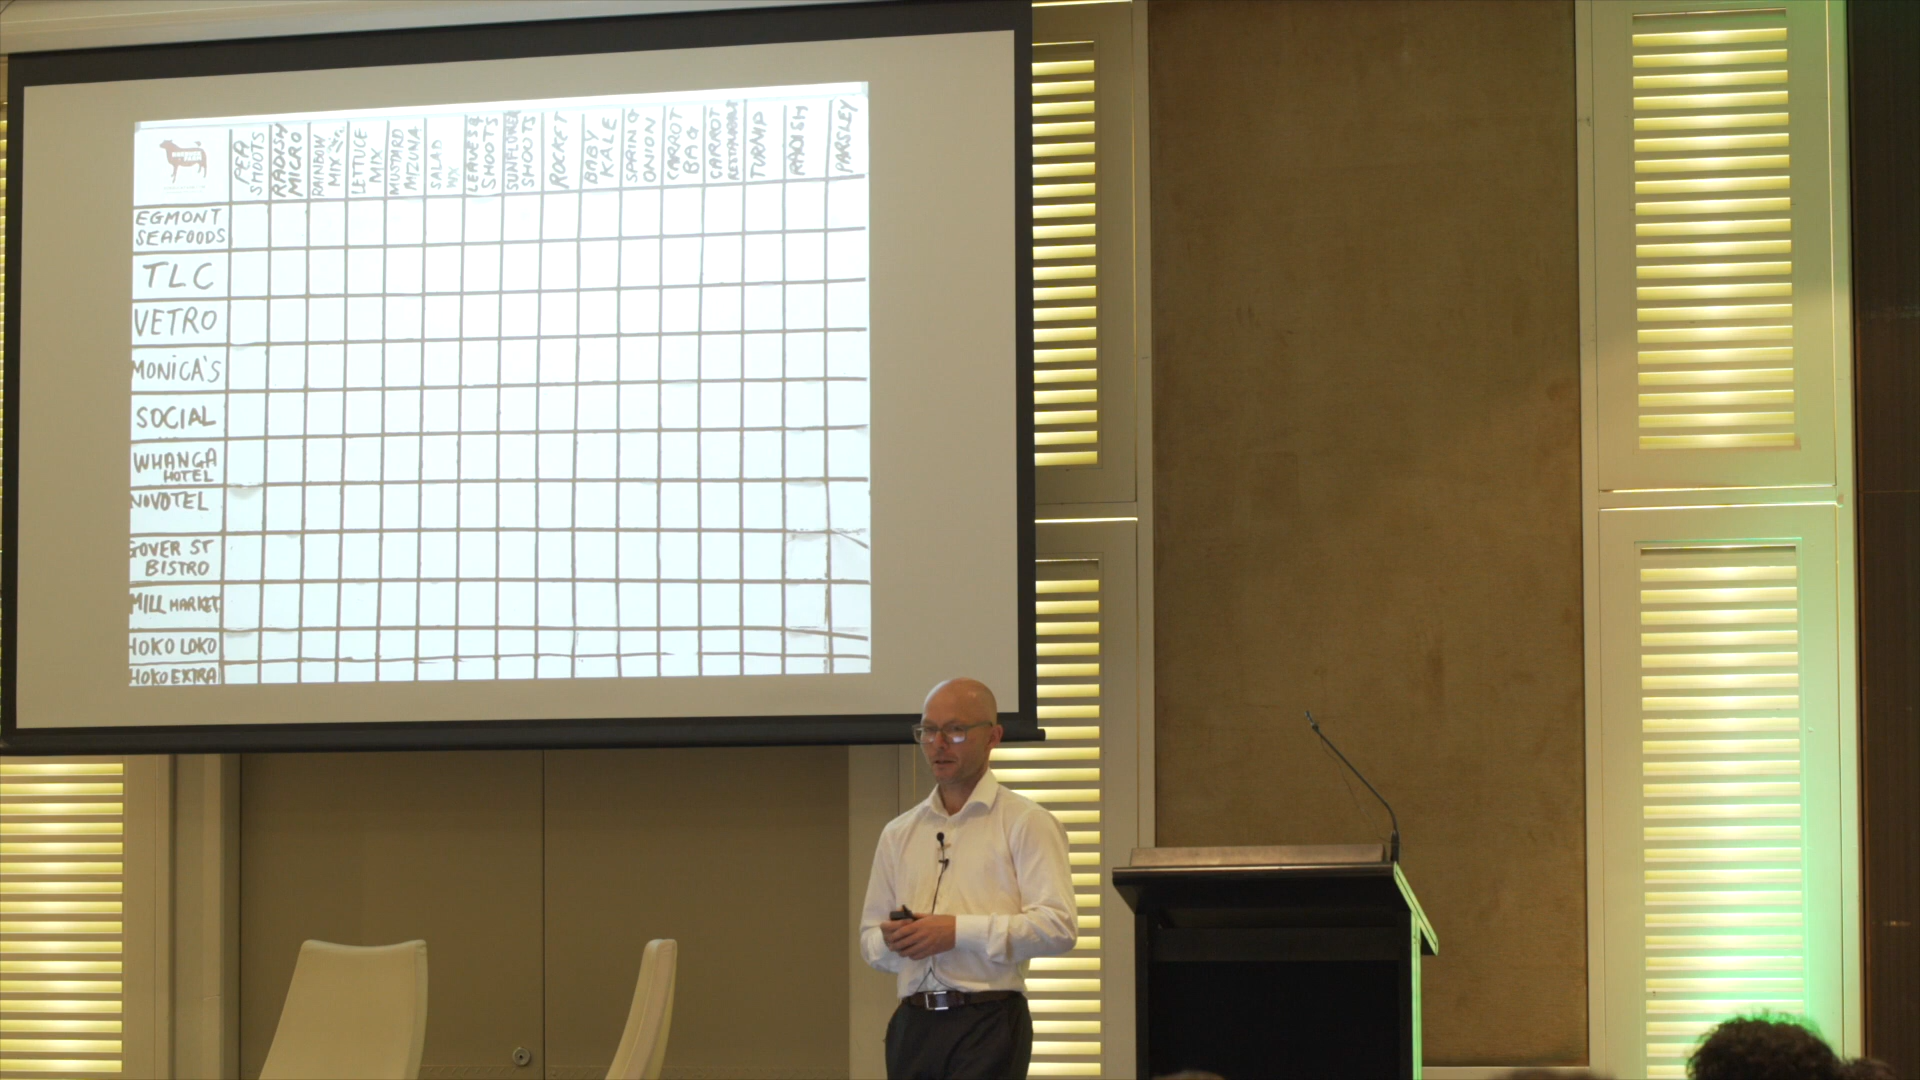 PEA SHOOTS
RADISH MICRO
RAINBOW MIX
LETTUCE MIX
MUSTARD MIZUNA
SALAD MIX
LEAVES & SHOOTS
SUNFLOWER SHOOTS
ROCKET
BABY KALE
SPRING ONION
CARROT BAG
CARROT RESTAURANT
TURNIP
RADISH
PARSLEY
EGMONT
SEAFOODS
TLC
VETRO
MONICA'S
SOCIAL
WHANGA
HOTEL
NOVOTEL
GOVER ST
BISTRO
MILL MARKET
HOKO LOKO
HOKO EXTRA